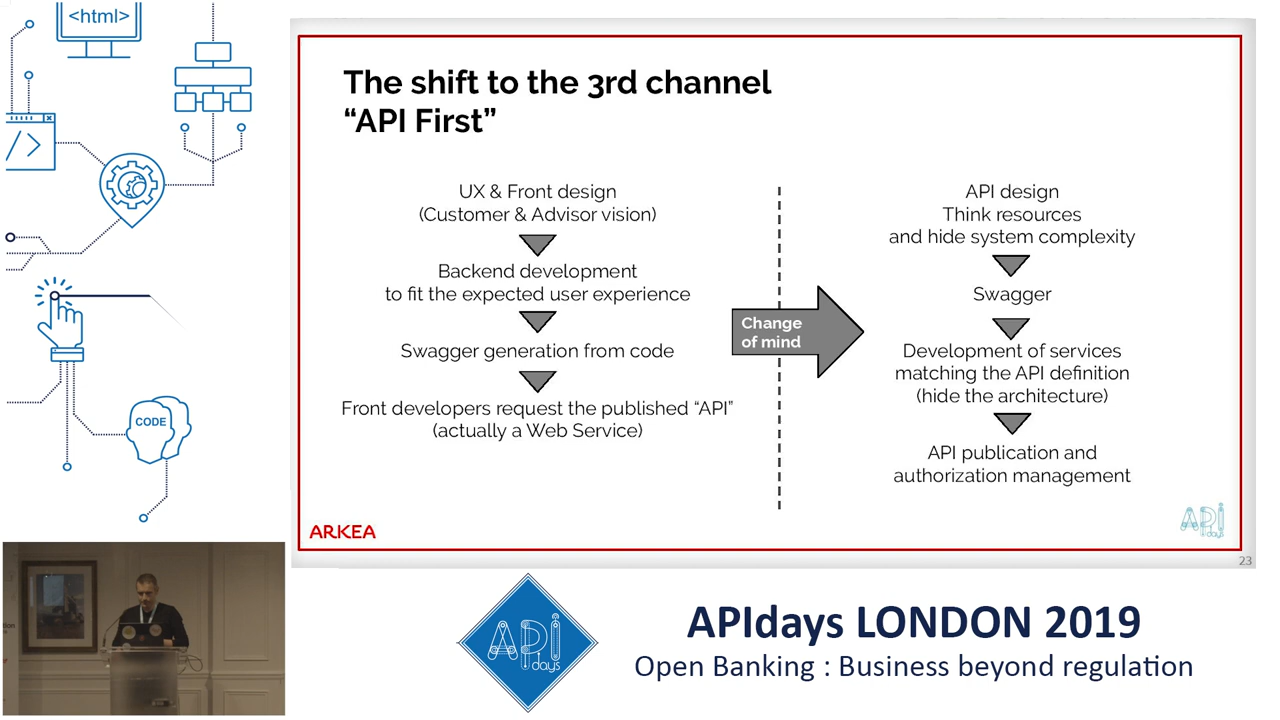 <html>
</>
CODE
The shift to the 3rd channel
“API First”
UX & Front design
(Customer & Advisor vision)
Backend development
to fit the expected user experience
Swagger generation from code
Front developers request the published “API”
(actually a Web Service)
Change
of mind
API design
Think resources
and hide system complexity
Swagger
Development of services
matching the API definition
(hide the architecture)
API publication and
authorization management
ARKEA
API
days
23
API
days
APIdays LONDON 2019
Open Banking : Business beyond regulation